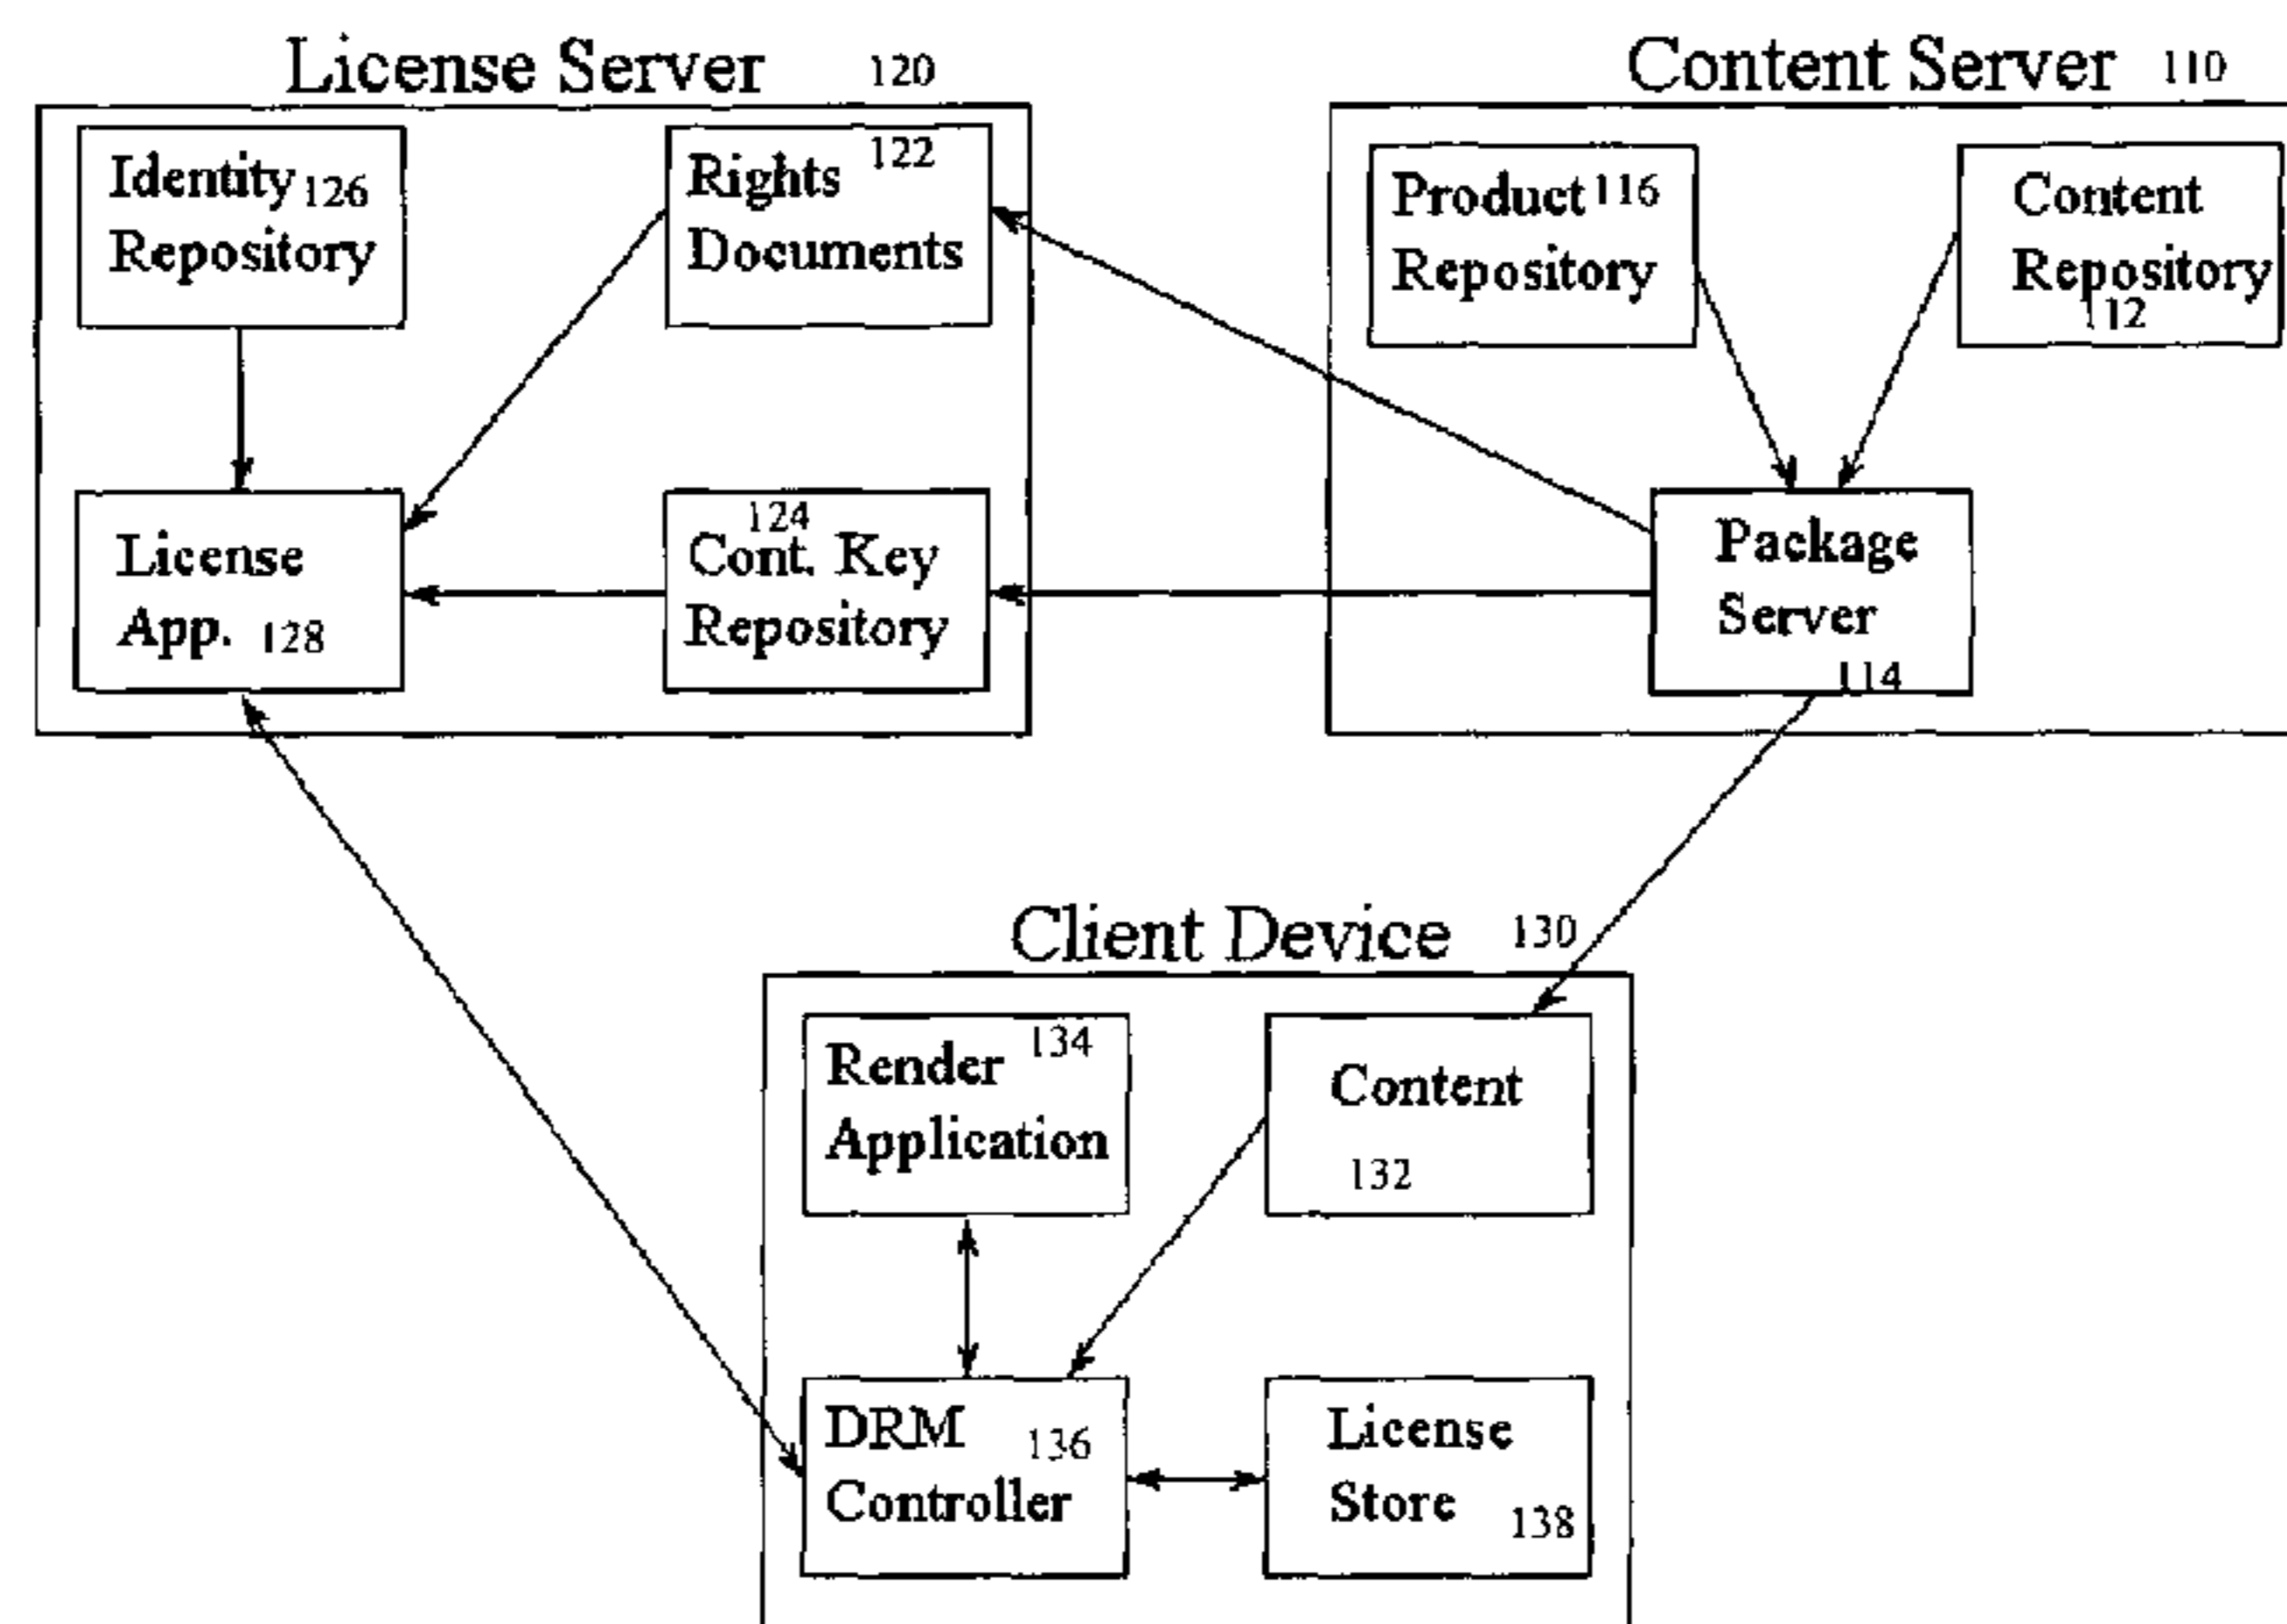 License Server 120
Identity 126
Repository
Rights 122
Documents
License
App. 128
124
Cont. Key
Repository
Content Server 110
Product 116
Repository
Content
Repository
112
Package
Server
114
Client Device 130
Render 134
Application
Content
132
DRM 136
Controller
License
Store 138